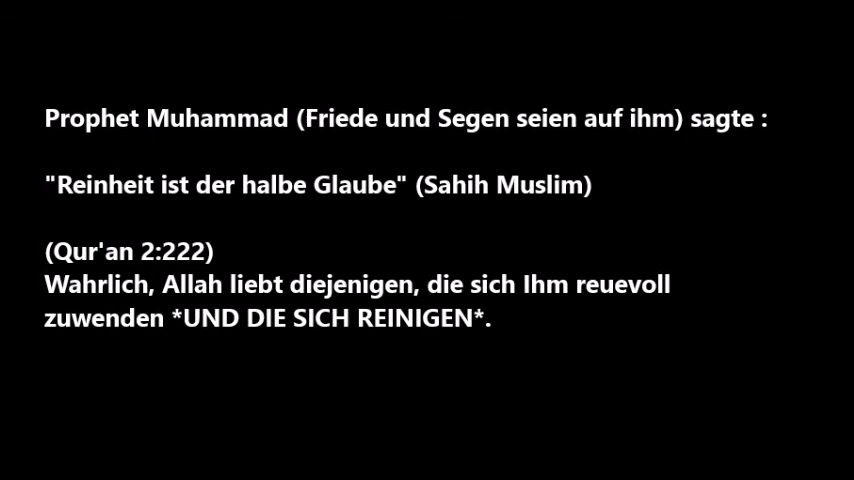 Prophet Muhammad (Friede und Segen seien auf ihm) sagte :
"Reinheit ist der halbe Glaube" (Sahih Muslim)
(Qur'an 2:222)
Wahrlich, Allah liebt diejenigen, die sich Ihm reuevoll
zuwenden *UND DIE SICH REINIGEN*.